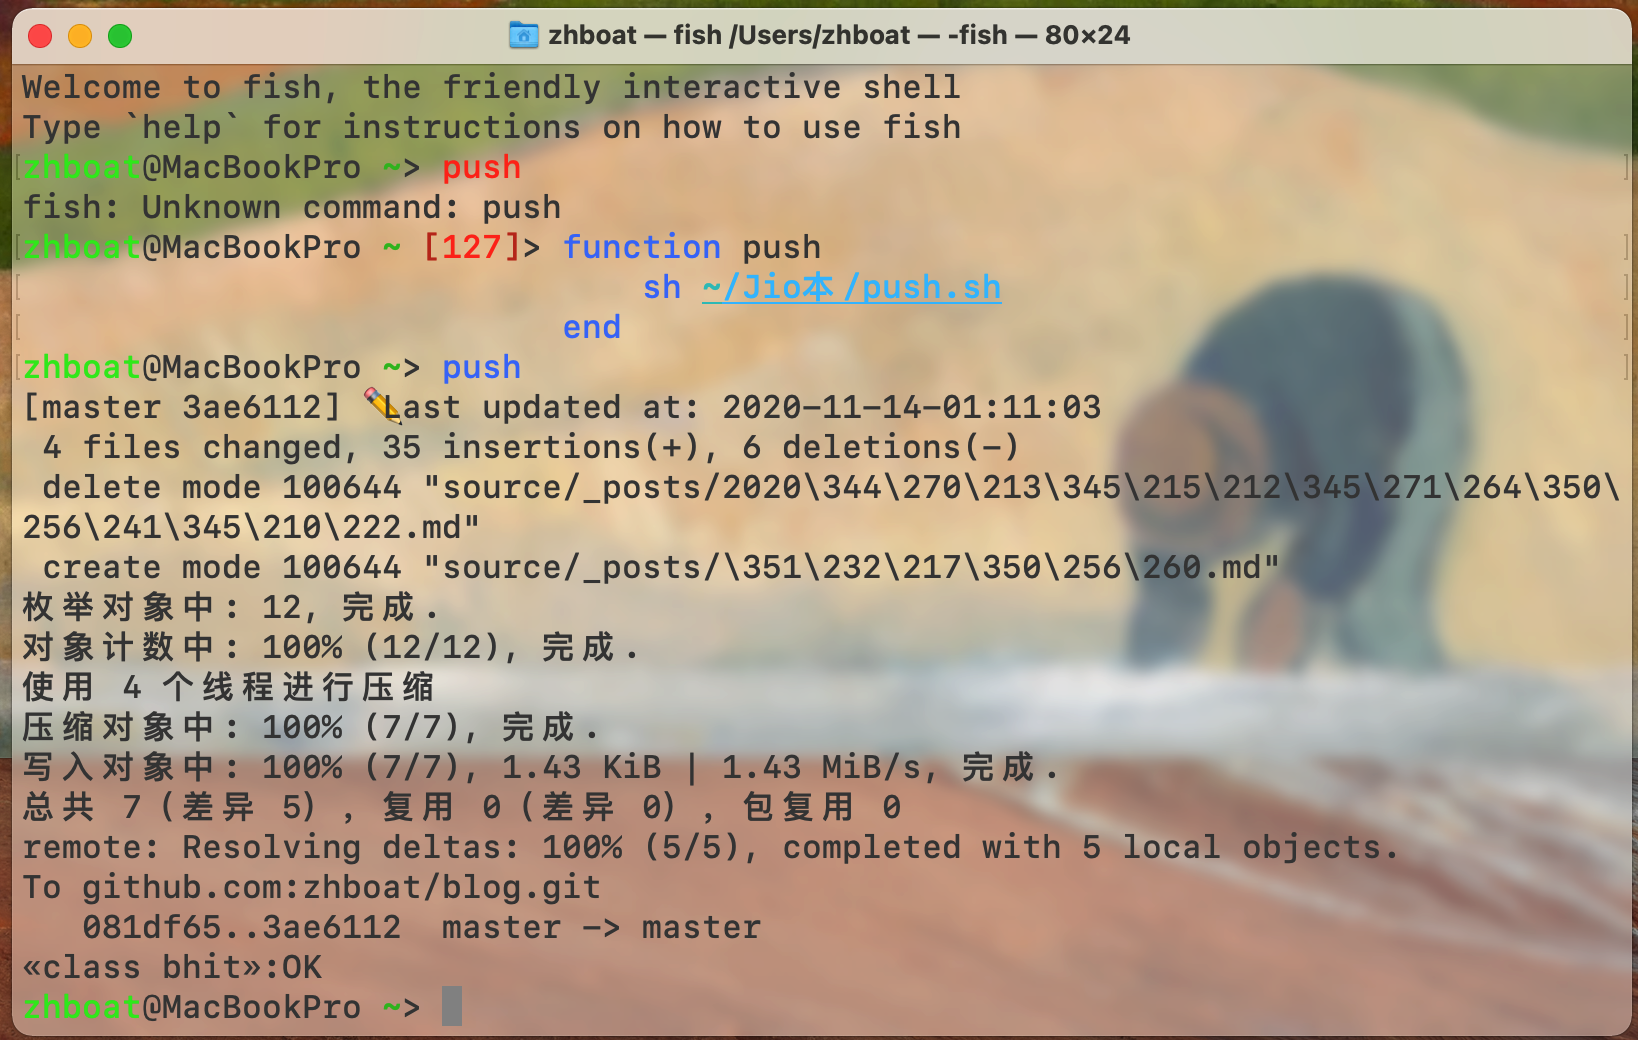 zhboat — fish /Users/zhboat — -fish — 80×24
Welcome to fish, the friendly interactive shell
Type `help` for instructions on how to use fish
zhboat@MacBookPro ~> push
fish: Unknown command: push
zhboat@MacBookPro ~ [127]> function push
sh ~/Jio本/push.sh
end
zhboat@MacBookPro ~> push
[master 3ae6112] ✏️Last updated at: 2020-11-14-01:11:03
4 files changed, 35 insertions(+), 6 deletions(-)
delete mode 100644 "source/_posts/2020\344\270\213\345\215\212\345\271\264\350\
256\241\345\210\222.md"
create mode 100644 "source/_posts/\351\232\217\350\256\260.md"
枚举对象中: 12, 完成.
对象计数中: 100% (12/12), 完成.
使用 4 个线程进行压缩
压缩对象中: 100% (7/7), 完成.
写入对象中: 100% (7/7), 1.43 KiB | 1.43 MiB/s, 完成.
总共 7（差异 5），复用 0（差异 0），包复用 0
remote: Resolving deltas: 100% (5/5), completed with 5 local objects.
To github.com:zhboat/blog.git
081df65..3ae6112  master -> master
«class bhit»:OK
zhboat@MacBookPro ~>